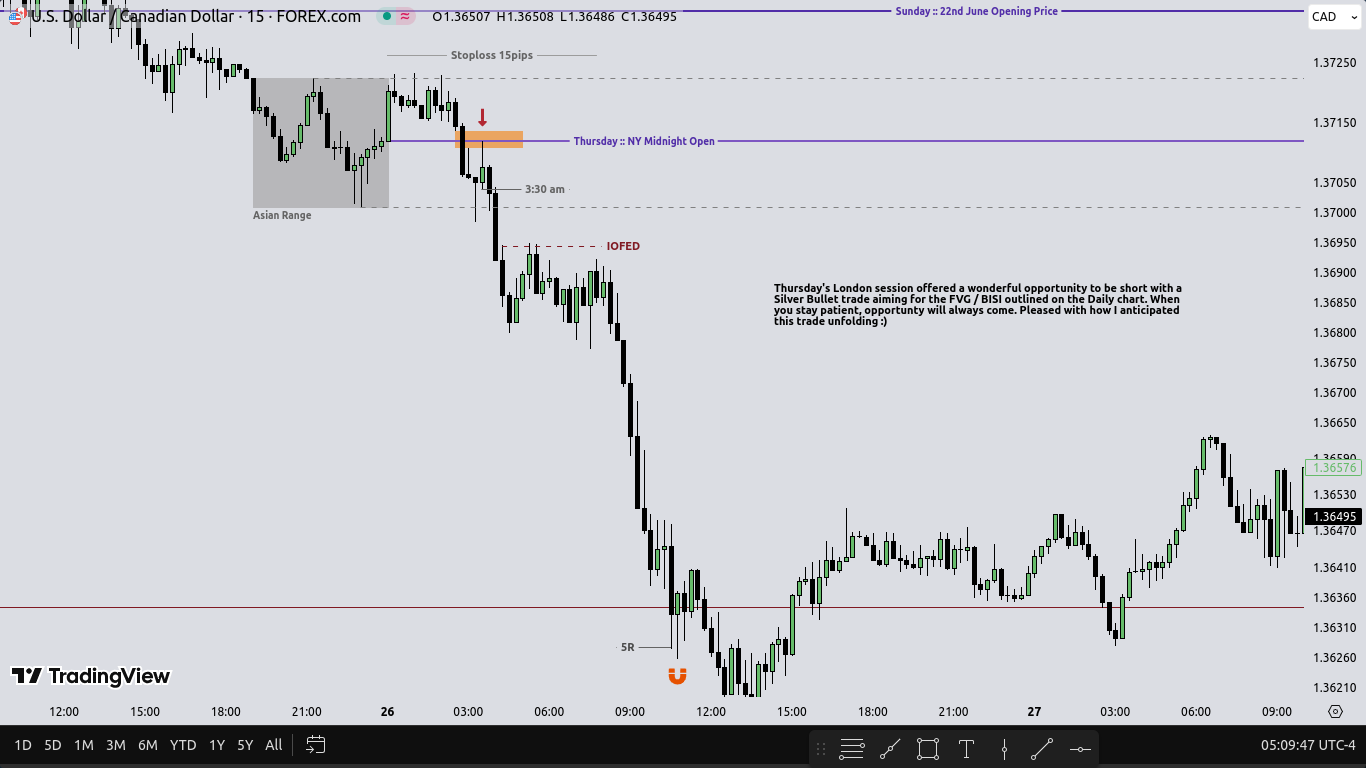 U.S. Dollar / Canadian Dollar · 15 · FOREX.com
O1.36507 H1.36508 L1.36486 C1.36495
Sunday :: 22nd June Opening Price
CAD
Stoploss 15pips
1.37250
1.37150
Thursday :: NY Midnight Open
3:30 am
1.37050
Asian Range
1.37000
IOFED
1.36950
1.36900
Thursday's London session offered a wonderful opportunity to be short with a
Silver Bullet trade aiming for the FVG / BISI outlined on the Daily chart. When
you stay patient, opportunty will always come. Pleased with how I anticipated
this trade unfolding :)
1.36850
1.36800
1.36750
1.36700
1.36650
1.36590
1.36576
1.36530
1.36495
1.36470
1.36410
1.36360
1.36310
5R
1.36260
1.36210
TradingView
12:00 15:00 18:00 21:00 26 03:00 06:00 09:00 12:00 15:00 18:00 21:00 27 03:00 06:00 09:00
1D 5D 1M 3M 6M YTD 1Y 5Y All
05:09:47 UTC-4